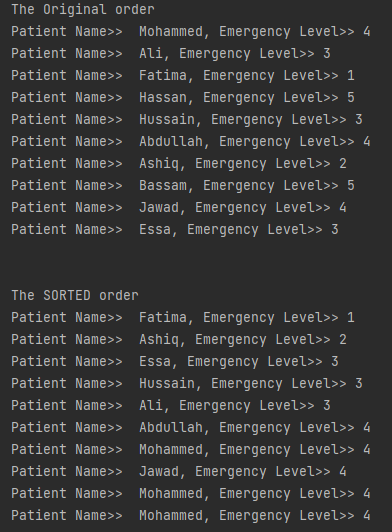 The Original order
Patient Name>>  Mohammed, Emergency Level>> 4
Patient Name>>  Ali, Emergency Level>> 3
Patient Name>>  Fatima, Emergency Level>> 1
Patient Name>>  Hassan, Emergency Level>> 5
Patient Name>>  Hussain, Emergency Level>> 3
Patient Name>>  Abdullah, Emergency Level>> 4
Patient Name>>  Ashiq, Emergency Level>> 2
Patient Name>>  Bassam, Emergency Level>> 5
Patient Name>>  Jawad, Emergency Level>> 4
Patient Name>>  Essa, Emergency Level>> 3
The SORTED order
Patient Name>>  Fatima, Emergency Level>> 1
Patient Name>>  Ashiq, Emergency Level>> 2
Patient Name>>  Essa, Emergency Level>> 3
Patient Name>>  Hussain, Emergency Level>> 3
Patient Name>>  Ali, Emergency Level>> 3
Patient Name>>  Abdullah, Emergency Level>> 4
Patient Name>>  Mohammed, Emergency Level>> 4
Patient Name>>  Jawad, Emergency Level>> 4
Patient Name>>  Mohammed, Emergency Level>> 4
Patient Name>>  Mohammed, Emergency Level>> 4